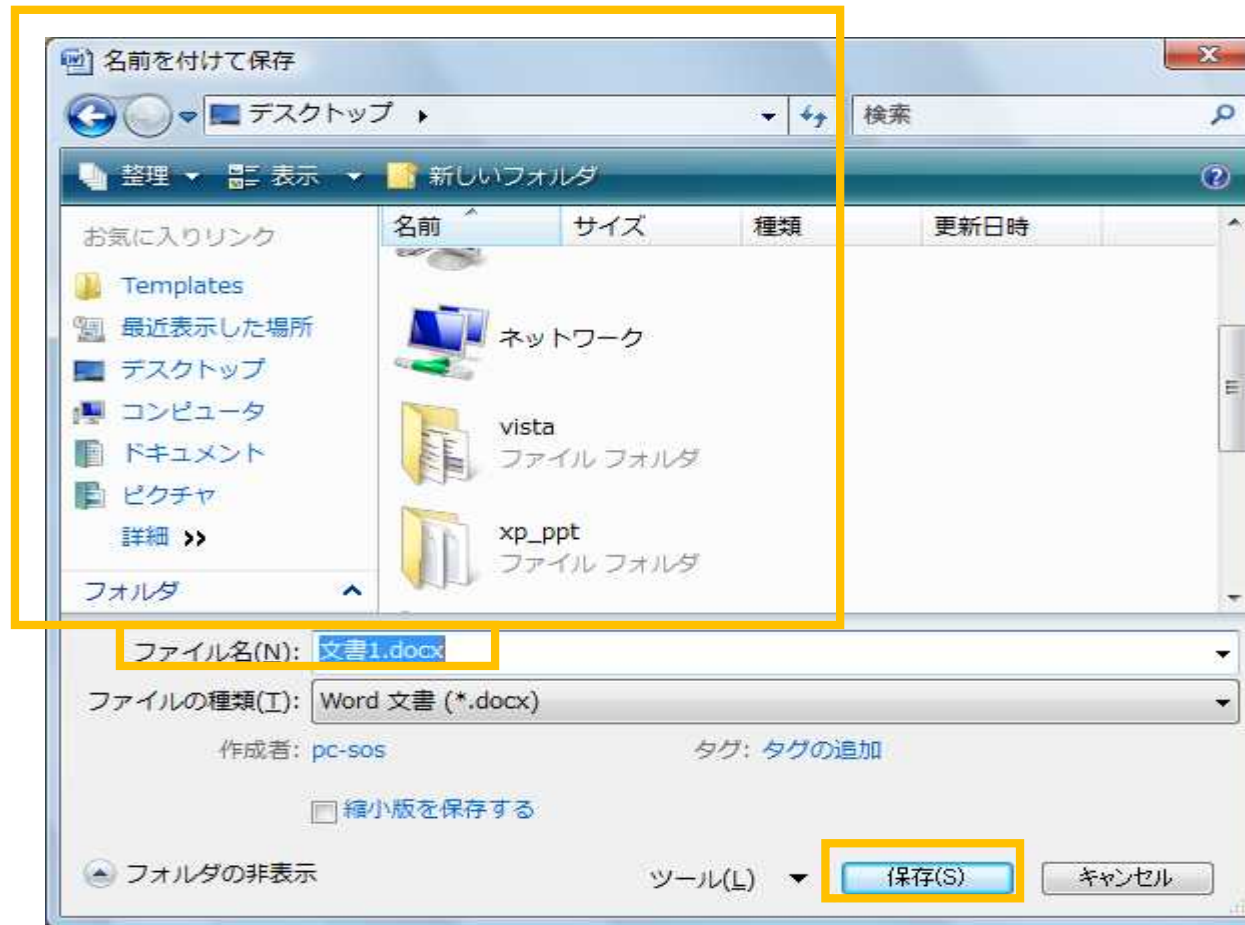 名前を付けて保存
デスクトップ
検索
整理 表示 新しいフォルダ
お気に入りリンク
Templates
最近表示した場所
デスクトップ
コンピュータ
ドキュメント
ピクチャ
詳細 >>
フォルダ
名前 サイズ 種類 更新日時
ネットワーク
vista
ファイル フォルダ
xp_ppt
ファイル フォルダ
ファイル名(N): 文書1.docx
ファイルの種類(T): Word 文書 (*.docx)
作成者: pc-sos タグ: タグの追加
縮小版を保存する
フォルダの非表示 ツール(L) 保存(S) キャンセル